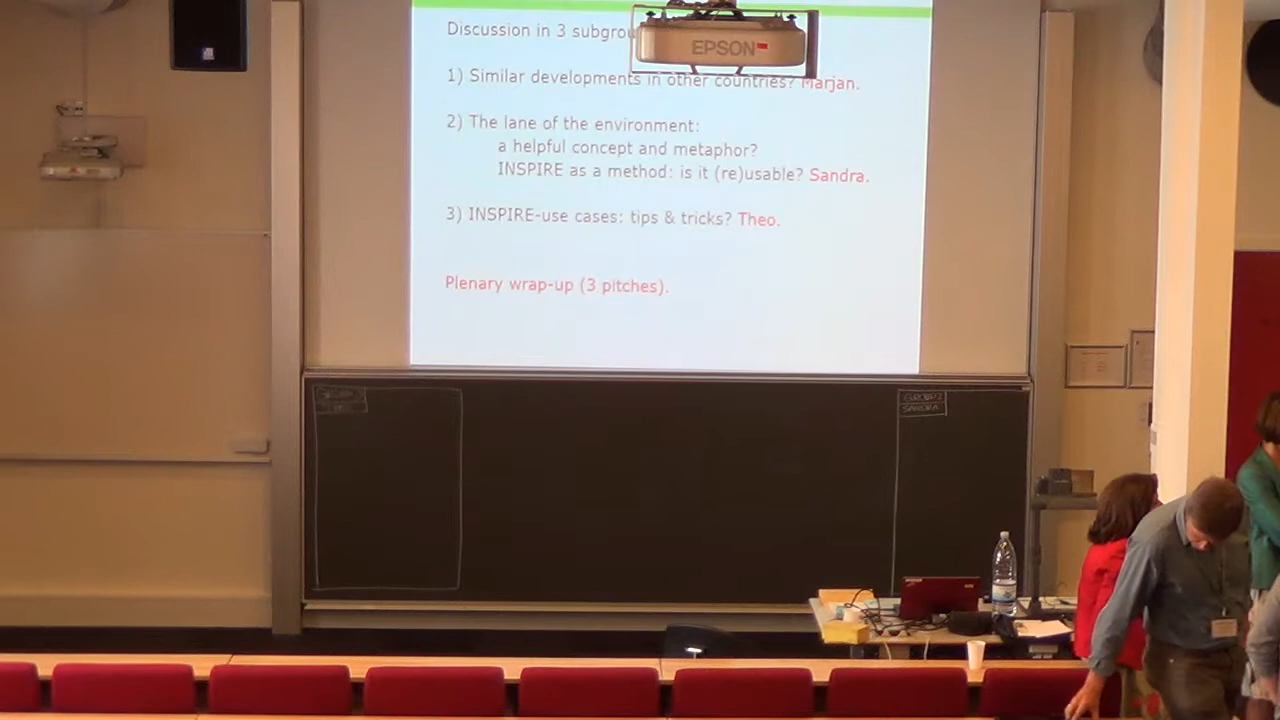 Discussion in 3 subgrou
EPSON
1) Similar developments in other countries? Marjan.
2) The lane of the environment:
a helpful concept and metaphor?
INSPIRE as a method: is it (re)usable? Sandra.
3) INSPIRE-use cases: tips & tricks? Theo.
Plenary wrap-up (3 pitches).
SANDRA